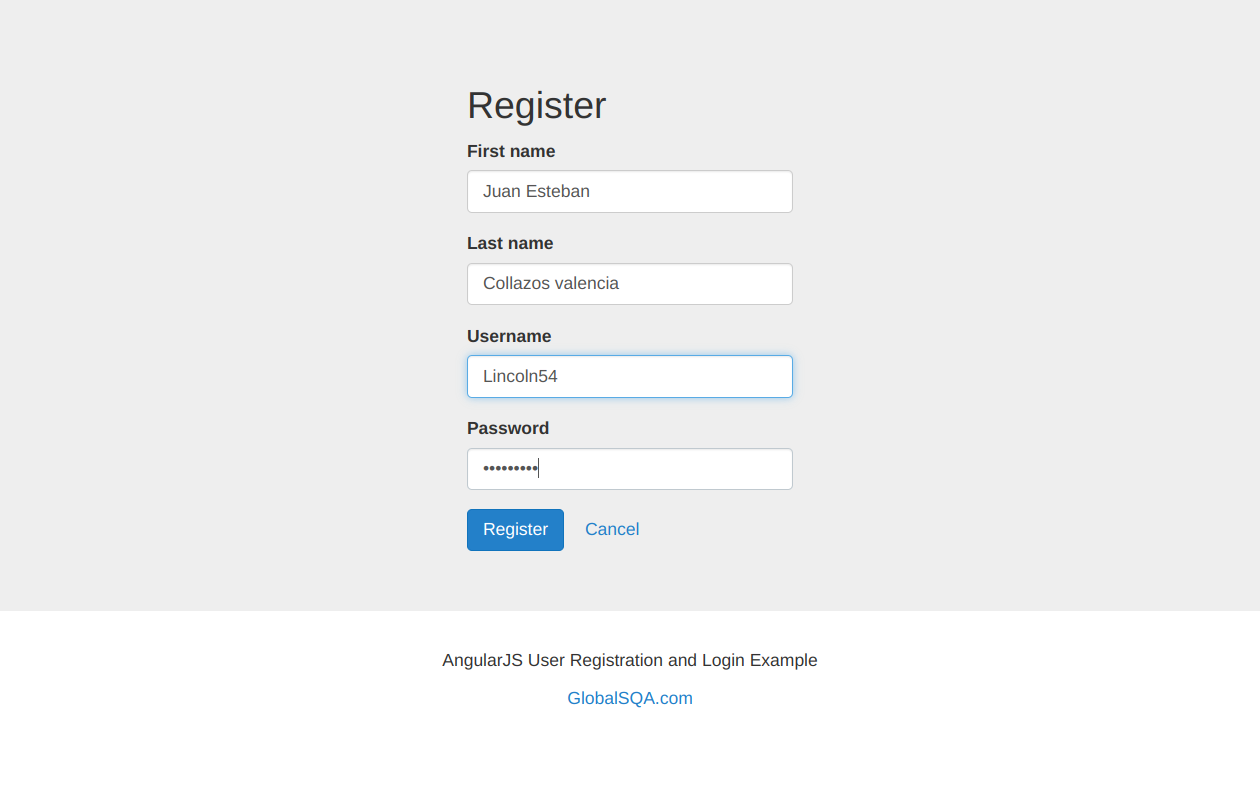 Register
First name
Juan Esteban
Last name
Collazos valencia
Username
Lincoln54
Password
•••••••••
Register Cancel
AngularJS User Registration and Login Example
GlobalSQA.com